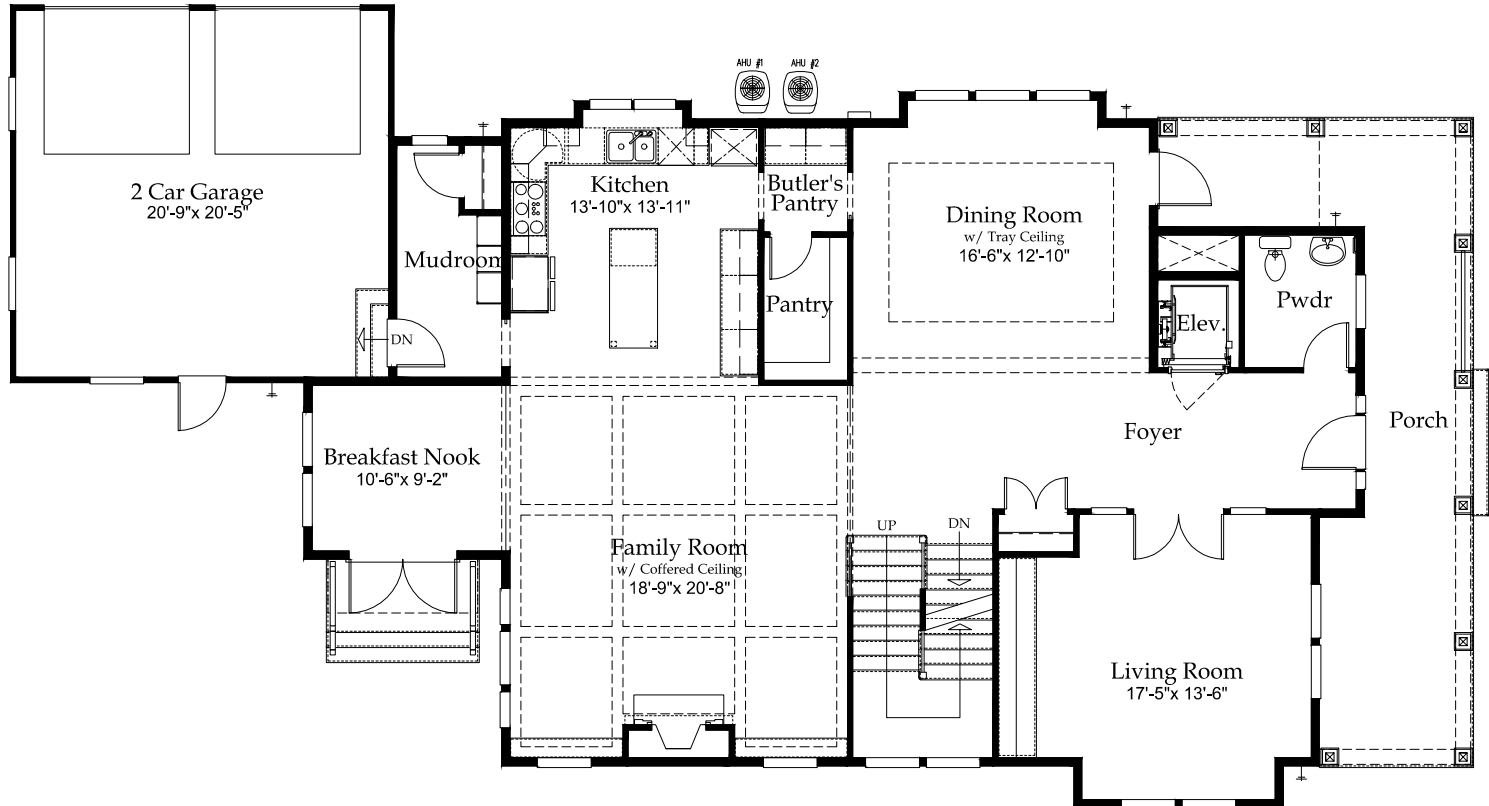 AHU #1
AHU #2
2 Car Garage
20'-9"x 20'-5"
Kitchen
13'-10"x 13'-11"
Butler's
Pantry
Dining Room
w/ Tray Ceiling
16'-6"x 12'-10"
Mudroom
Pantry
Elev.
Pwdr
DN
Foyer
Porch
Breakfast Nook
10'-6"x 9'-2"
UP
DN
Family Room
w/ Coffered Ceiling
18'-9"x 20'-8"
Living Room
17'-5"x 13'-6"